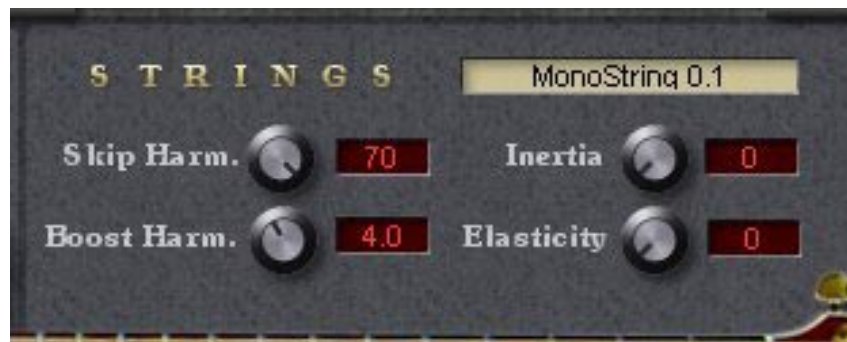 STRINGS MonoString 0.1
Skip Harm. 70 Inertia 0
Boost Harm. 4.0 Elasticity 0